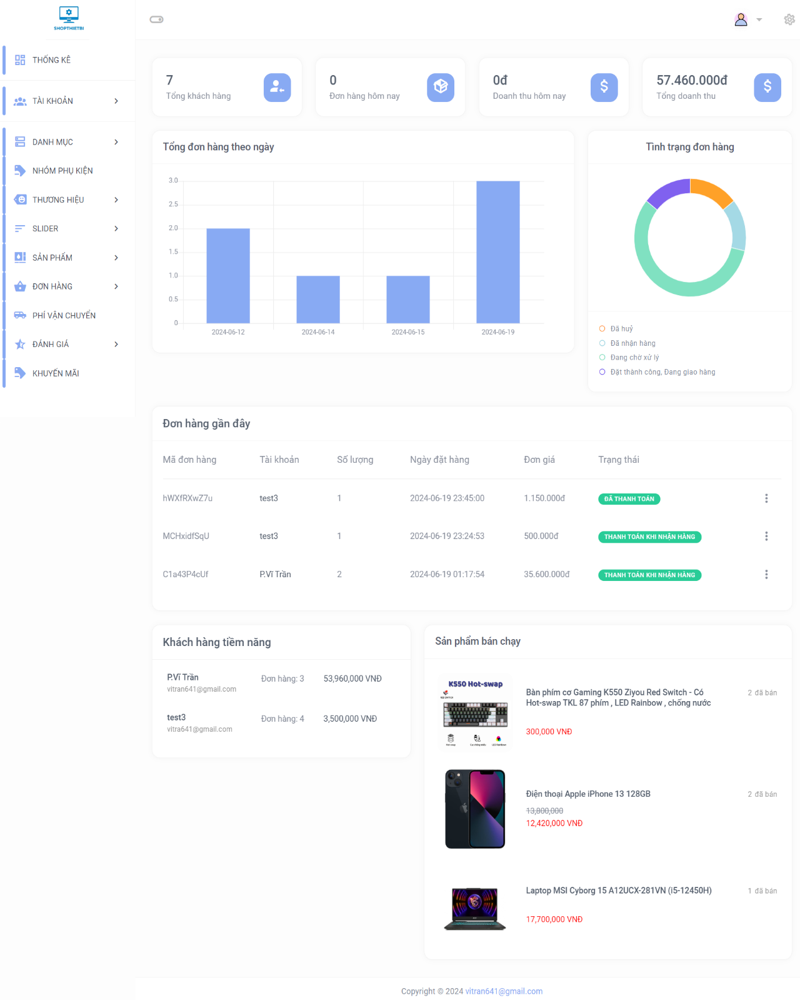 SHOPTHIETBI
THỐNG KÊ
TÀI KHOẢN
DANH MỤC
NHÓM PHỤ KIỆN
THƯƠNG HIỆU
SLIDER
SẢN PHẨM
ĐƠN HÀNG
PHÍ VẬN CHUYỂN
ĐÁNH GIÁ
KHUYẾN MÃI
7
Tổng khách hàng
0
Đơn hàng hôm nay
0đ
Doanh thu hôm nay
57.460.000đ
Tổng doanh thu
Tổng đơn hàng theo ngày
3.0
2.5
2.0
1.5
1.0
0.5
0
2024-06-12 2024-06-14 2024-06-15 2024-06-19
Tình trạng đơn hàng
Đã huỷ
Đã nhận hàng
Đang chờ xử lý
Đặt thành công, Đang giao hàng
Đơn hàng gần đây
Mã đơn hàng Tài khoản Số lượng Ngày đặt hàng Đơn giá Trạng thái
hWXfRXwZ7u test3 1 2024-06-19 23:45:00 1.150.000đ ĐÃ THANH TOÁN
MCHxidfSqU test3 1 2024-06-19 23:24:53 500.000đ THANH TOÁN KHI NHẬN HÀNG
C1a43P4cUf P.Vĩ Trần 2 2024-06-19 01:17:54 35.600.000đ THANH TOÁN KHI NHẬN HÀNG
Khách hàng tiềm năng
P.Vĩ Trần Đơn hàng: 3 53,960,000 VNĐ
vitran641@gmail.com
test3 Đơn hàng: 4 3,500,000 VNĐ
vitra641@gmail.com
Sản phẩm bán chạy
K550 Hot-swap
RED SWITCH
Hot-swap
LED Rainbow
Bàn phím cơ Gaming K550 Ziyou Red Switch - Có
Hot-swap TKL 87 phím , LED Rainbow , chống nước
2 đã bán
300,000 VNĐ
Điện thoại Apple iPhone 13 128GB
2 đã bán
13,800,000
12,420,000 VNĐ
Laptop MSI Cyborg 15 A12UCX-281VN (i5-12450H)
1 đã bán
17,700,000 VNĐ
Copyright © 2024 vitran641@gmail.com